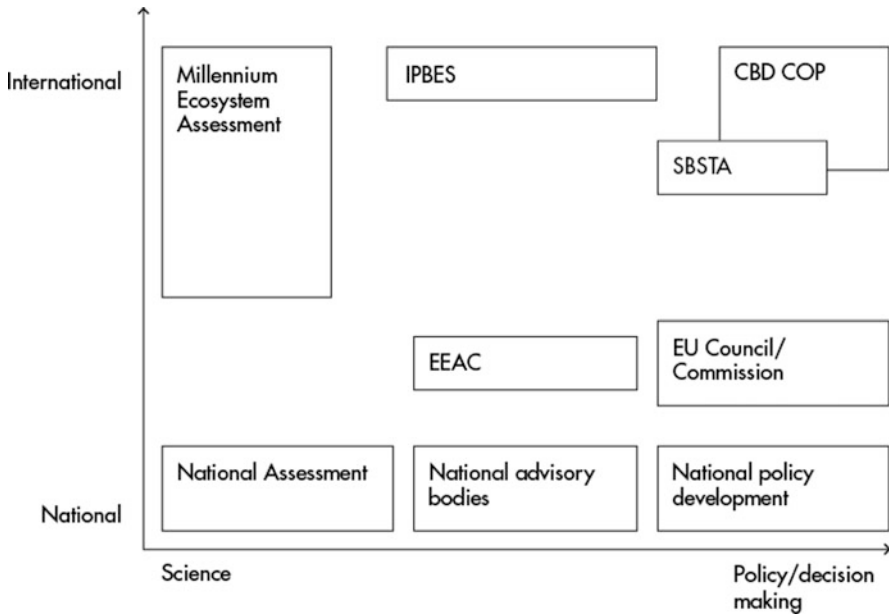 International
Millennium
Ecosystem
Assessment
IPBES
CBD COP
SBSTA
EEAC
EU Council/
Commission
National
National Assessment
National advisory
bodies
National policy
development
Science
Policy/decision
making